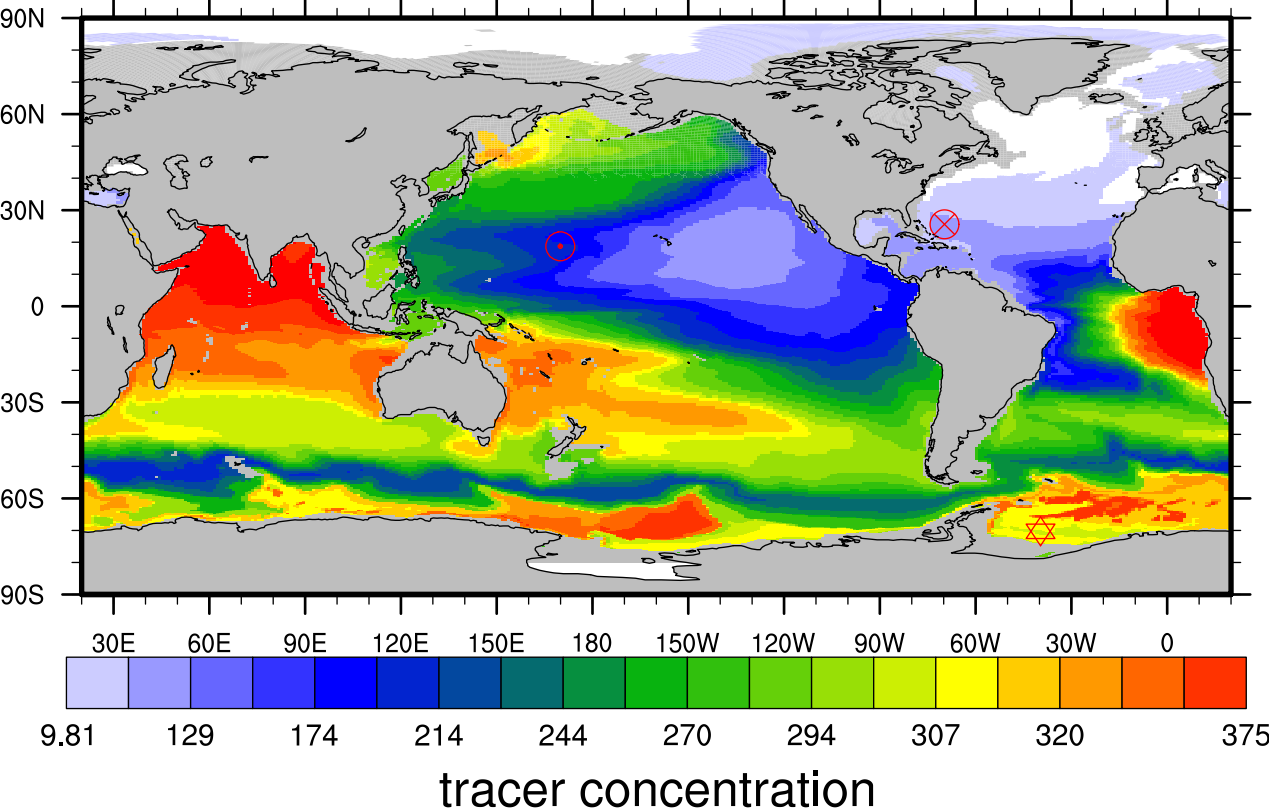 90N
60N
30N
0
30S
60S
90S
30E 60E 90E 120E 150E 180 150W 120W 90W 60W 30W 0
9.81 129 174 214 244 270 294 307 320 375
tracer concentration